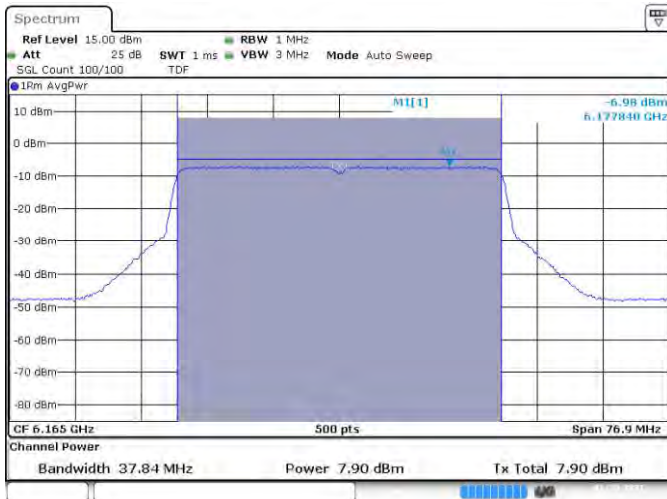 Spectrum
Ref Level 15.00 dBm RBW 1 MHz
Att 25 dB SWT 1 ms VBW 3 MHz Mode Auto Sweep
SGL Count 100/100 TDF
1Rm AvgPwr
M1[1] -6.98 dBm
6.177840 GHz
10 dBm
0 dBm
-10 dBm
-20 dBm
-30 dBm
-40 dBm
-50 dBm
-60 dBm
-70 dBm
-80 dBm
CF 6.165 GHz 500 pts Span 76.9 MHz
Channel Power
Bandwidth 37.84 MHz Power 7.90 dBm Tx Total 7.90 dBm